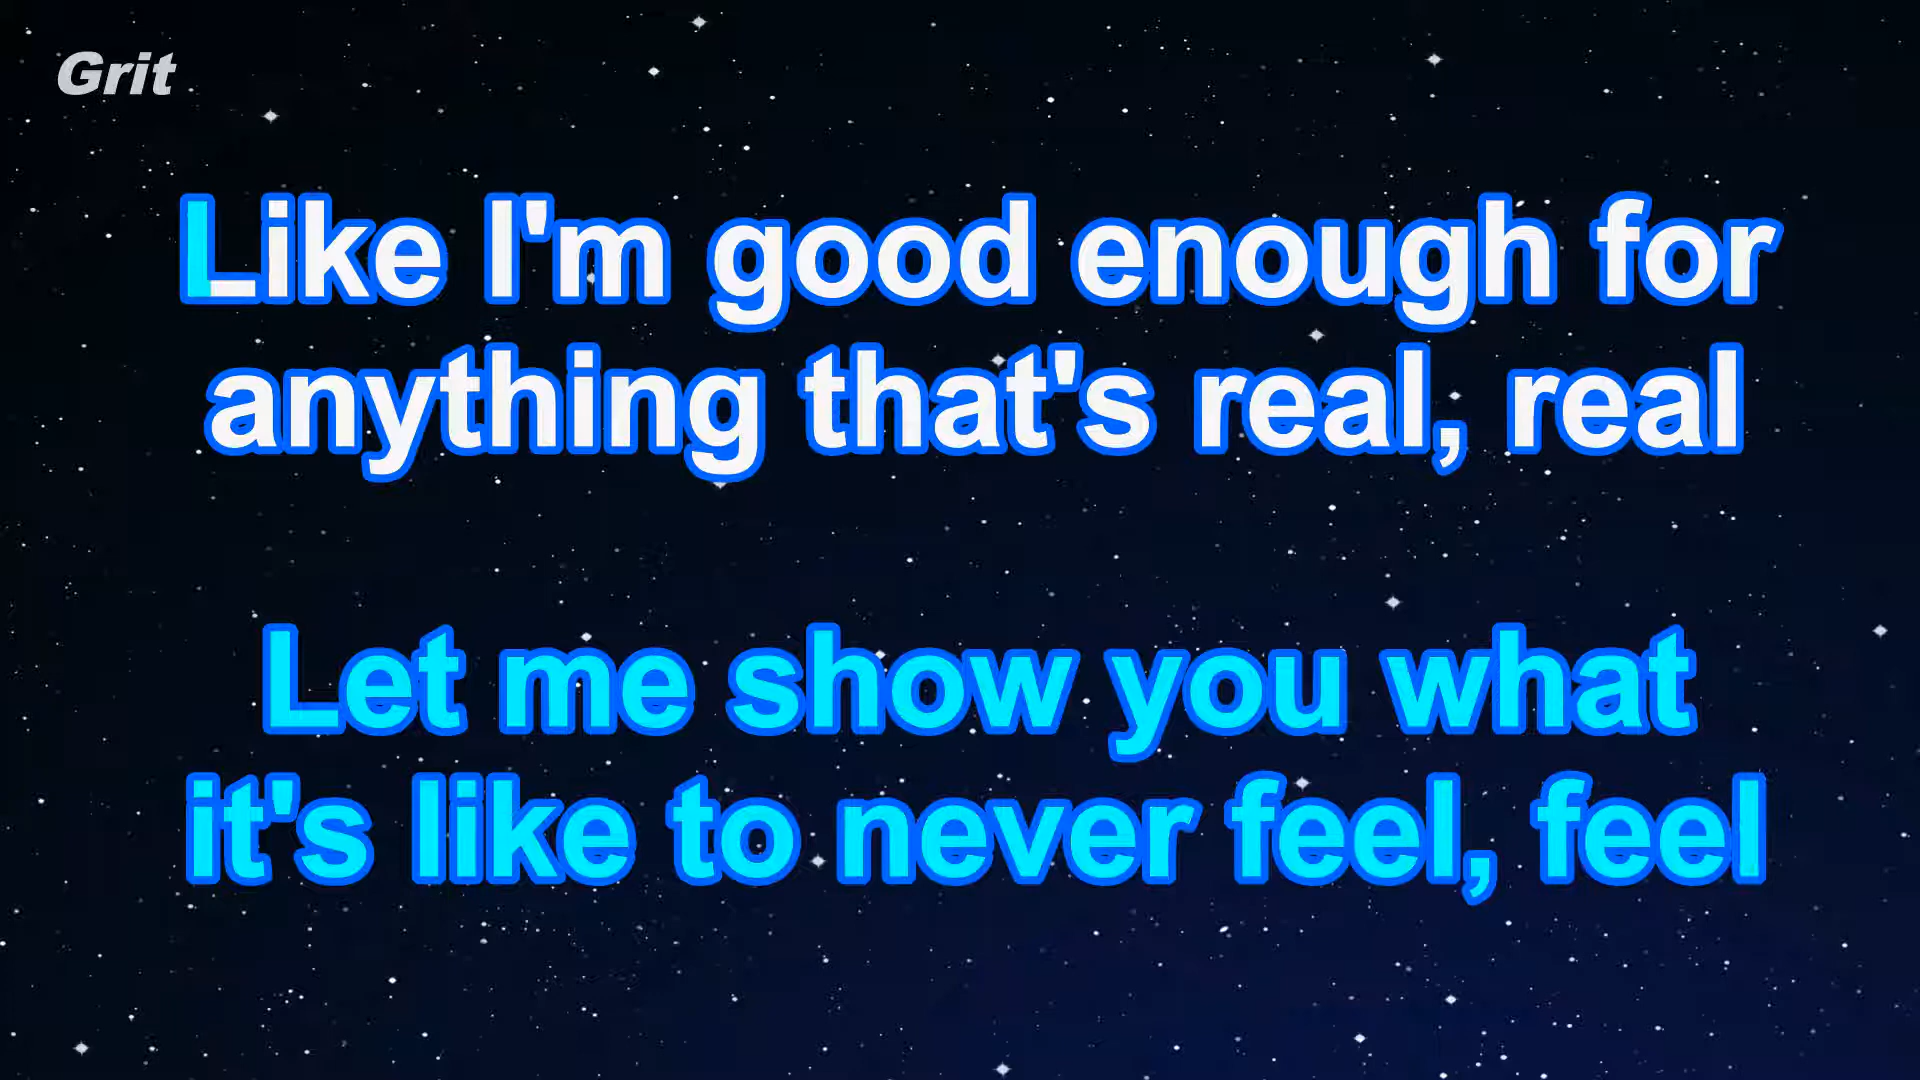 Grit
Like I'm good enough for
anything that's real, real
Let me show you what
it's like to never feel, feel